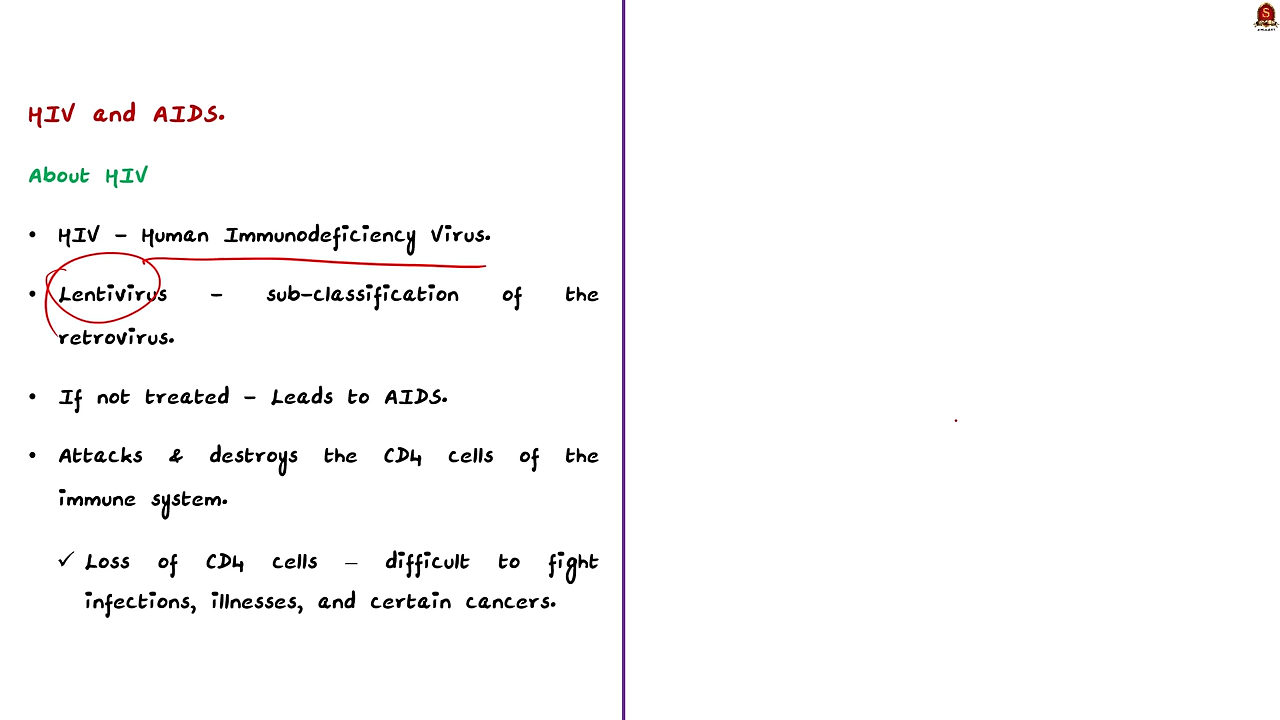 HIV and AIDS.
About HIV
• HIV – Human Immunodeficiency Virus.
• Lentivirus – sub-classification of the
retrovirus.
• If not treated – Leads to AIDS.
• Attacks & destroys the CD4 cells of the
immune system.
✓ Loss of CD4 cells – difficult to fight
infections, illnesses, and certain cancers.